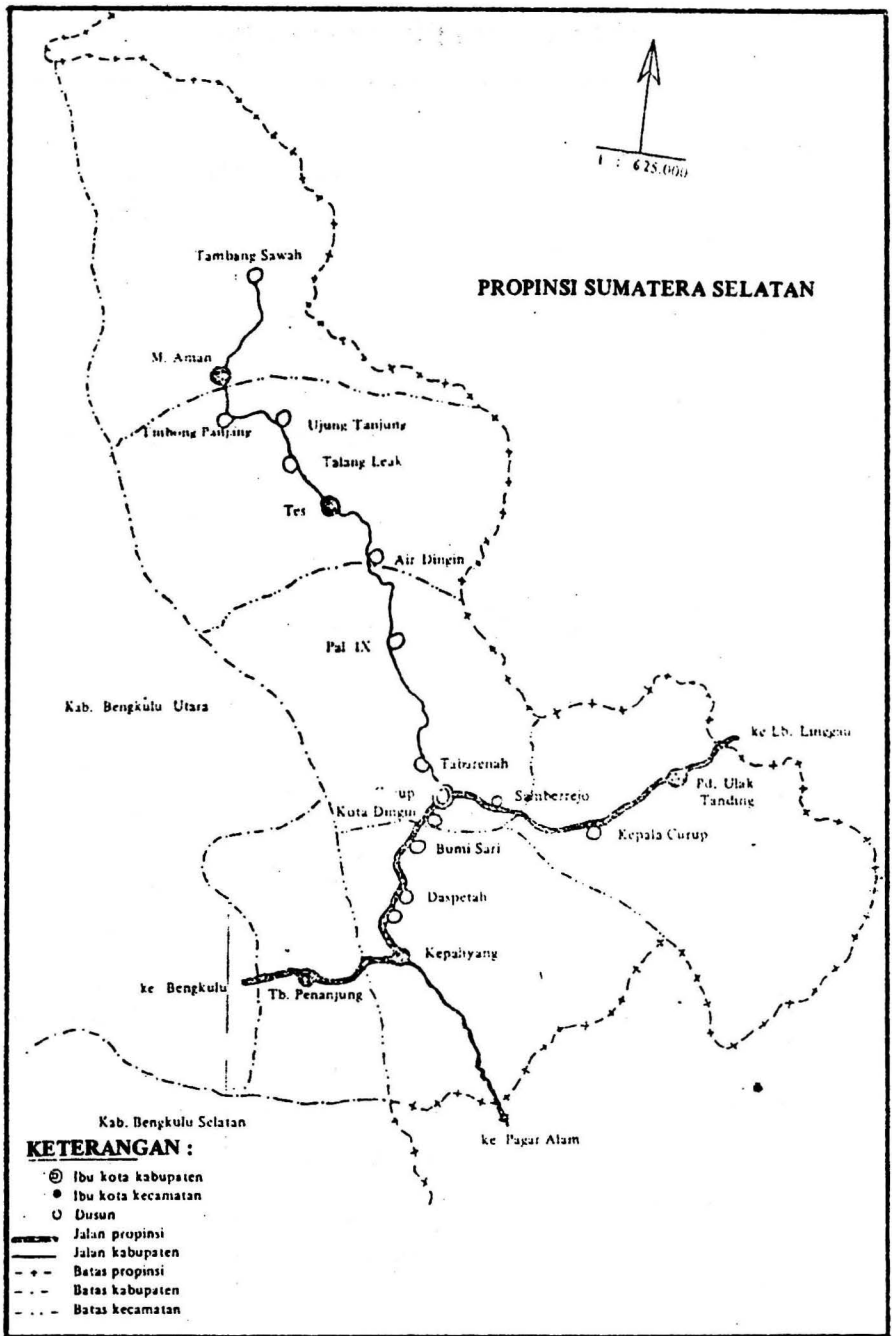 1 : 625.000
PROPINSI SUMATERA SELATAN
Tambang Sawah
M. Aman
Ujung Tanjung
Panjang
Talang Leak
Tes
Air Dingin
Pal IX
Kab. Bengkulu Utara
ke Lb. Linggau
Tabarenah
Pd. Ulak
Tanding
up
Sumberrejo
Kota Dingin
Kepala Curup
Bumi Sari
Daspetah
Kepahyang
ke Bengkulu
Tb. Penanjung
Kab. Bengkulu Selatan
ke Pagar Alam
KETERANGAN :
Ibu kota kabupaten
Ibu kota kecamatan
Dusun
Jalan propinsi
Jalan kabupaten
Batas propinsi
Batas kabupaten
Batas kecamatan